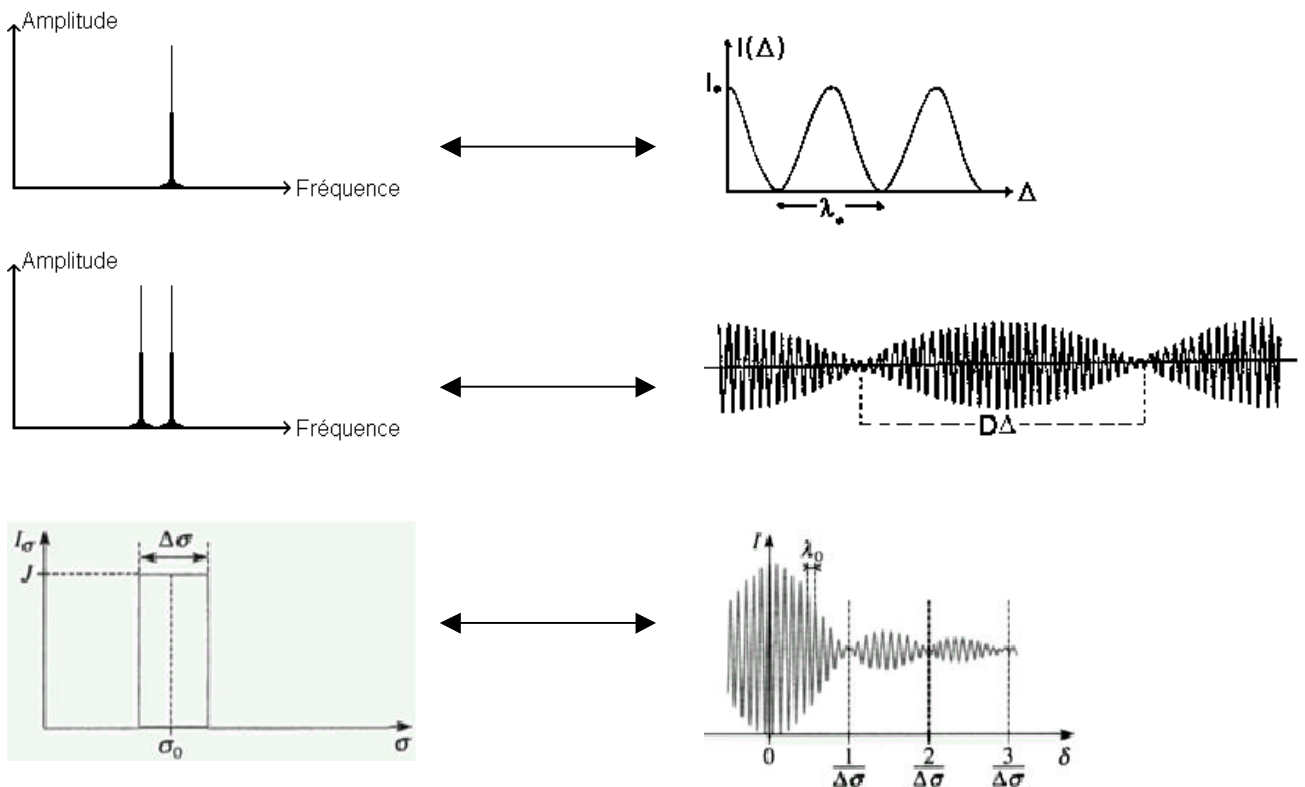 Amplitude
Fréquence
I(Δ)
I₀
λ₀
Δ
Amplitude
Fréquence
DΔ
I_σ
Δσ
J
σ₀
σ
I
λ₀
0
1/Δσ
2/Δσ
3/Δσ
δ